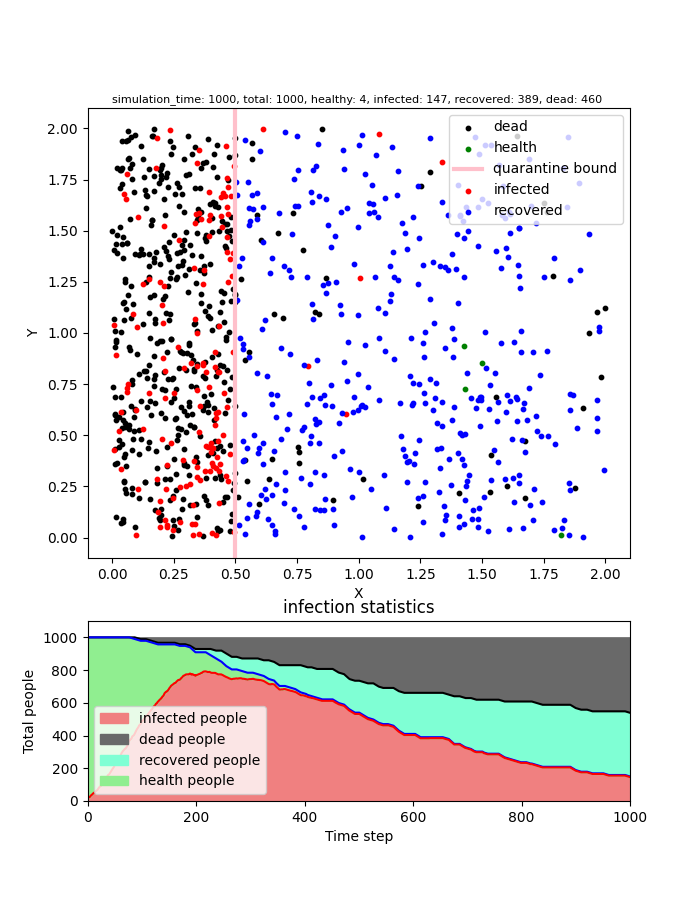 simulation_time: 1000, total: 1000, healthy: 4, infected: 147, recovered: 389, dead: 460
dead
health
quarantine bound
infected
recovered
Y
2.00
1.75
1.50
1.25
1.00
0.75
0.50
0.25
0.00
0.00 0.25 0.50 0.75 1.00 1.25 1.50 1.75 2.00
X
infection statistics
Total people
1000
800
600
400
200
0
infected people
dead people
recovered people
health people
0 200 400 600 800 1000
Time step